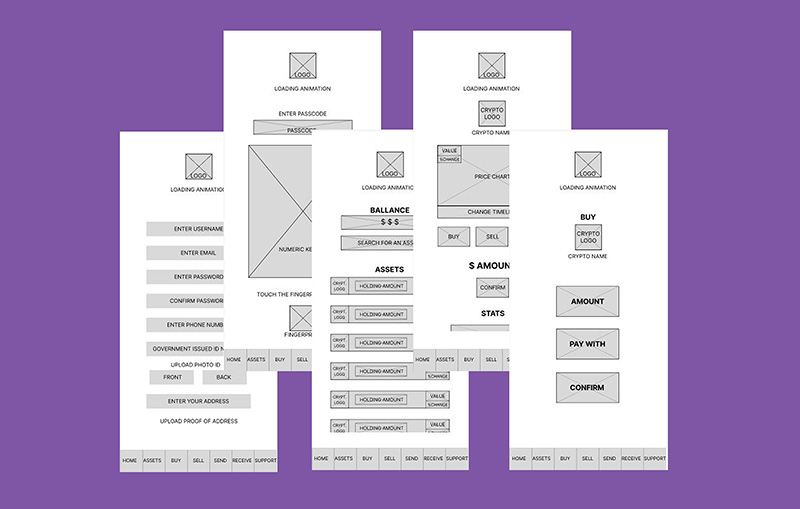 LOGO
LOADING ANIMATION
ENTER USERNAME
ENTER EMAIL
ENTER PASSWORD
CONFIRM PASSWOR
ENTER PHONE NUMB
GOVERNMENT ISSUED ID N
UPLOAD PHOTO ID
FRONT BACK
ENTER YOUR ADDRESS
UPLOAD PROOF OF ADDRESS
HOME ASSETS BUY SELL SEND RECEIVE SUPPORT
LOGO
LOADING ANIMATION
ENTER PASSCODE
PASSCO
NUMERIC KE
TOUCH THE FINGERP
FINGERPR
HOME ASSETS BUY SELL
LOGO
LOADING ANIMATION
BALLANCE
$ $ $
SEARCH FOR AN ASS
ASSETS
CRYPT. LOGO HOLDING AMOUNT
CRYPT. LOGO HOLDING AMOUNT
CRYPT. LOGO HOLDING AMOUNT
CRYPT. LOGO HOLDING AMOUNT
CRYPT. LOGO HOLDING AMOUNT
%CHANGE
CRYPT. LOGO HOLDING AMOUNT VALUE
%CHANGE
CRYPT. LOGO HOLDING AMOUNT VALUE
%CHANGE
HOME ASSETS BUY SELL SEND RECEIVE SUPPORT
LOGO
LOADING ANIMATION
CRYPTO
LOGO
CRYPTO NAME
VALUE
%CHANGE
PRICE CHART
CHANGE TIMELI
BUY SELL
$ AMOUN
CONFIRM
STATS
HOME ASSETS BUY SELL S
LOGO
LOADING ANIMATION
BUY
CRYPTO
LOGO
CRYPTO NAME
AMOUNT
PAY WITH
CONFIRM
HOME ASSETS BUY SELL SEND RECEIVE SUPPORT